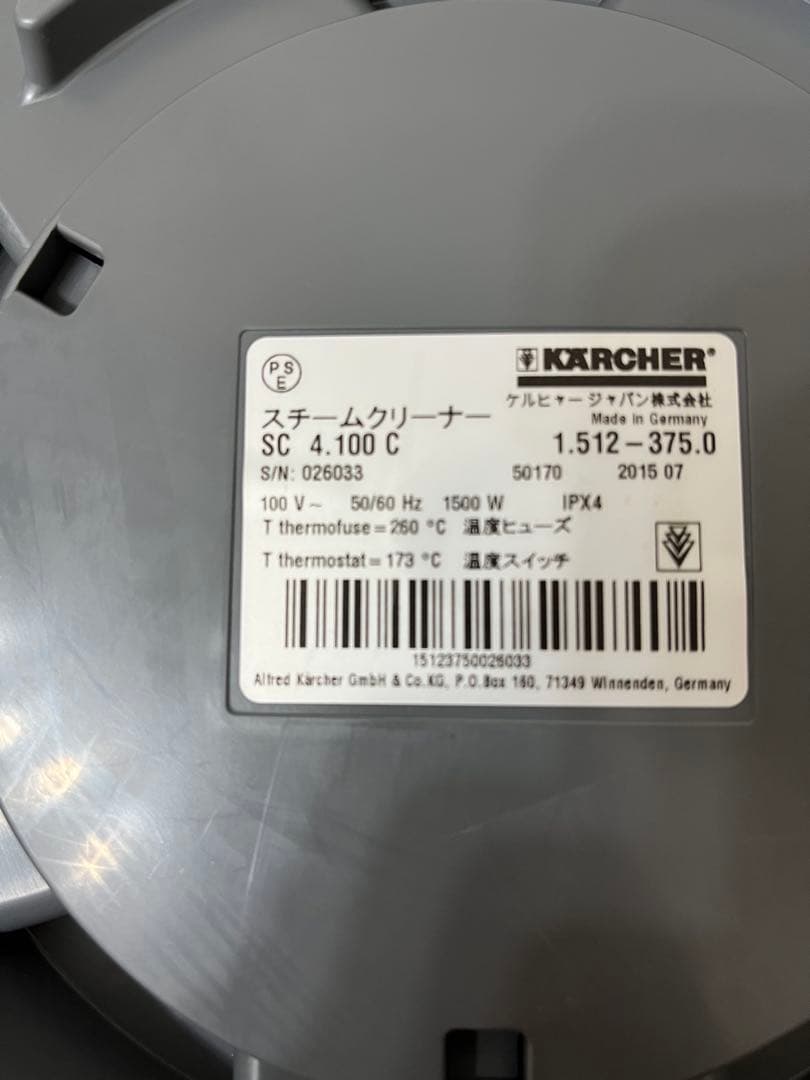 PSE
KÄRCHER®
ケルヒャー ジャパン株式会社
スチームクリーナー
Made in Germany
SC 4.100 C 1.512-375.0
S/N: 026033 50170 2015 07
100 V~ 50/60 Hz 1500 W IPX4
T thermofuse = 260 °C 温度ヒューズ
T thermostat = 173 °C 温度スイッチ
15123750026033
Alfred Kärcher GmbH & Co.KG, P.O.Box 160, 71349 Winnenden, Germany